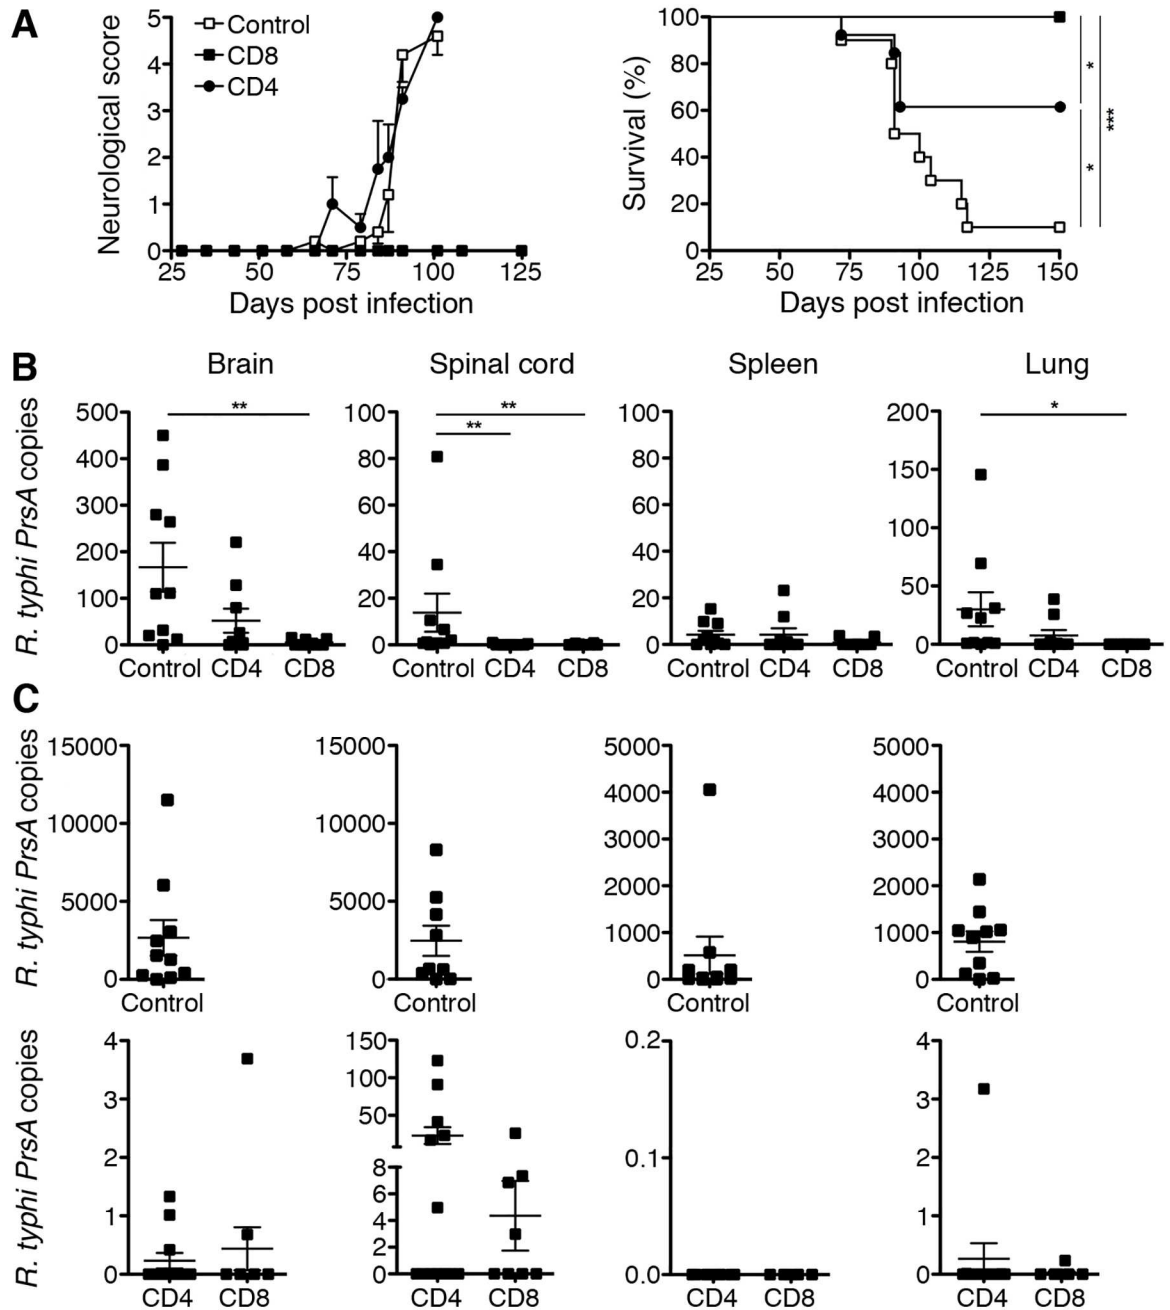 A
Neurological score
5
4
3
2
1
0
Control
CD8
CD4
25 50 75 100 125
Days post infection
Survival (%)
100
80
60
40
20
0
25 50 75 100 125 150
Days post infection
*
*
***
B
Brain Spinal cord Spleen Lung
R. typhi PrsA copies
500
400
300
200
100
0
**
Control CD4 CD8
100
80
60
40
20
0
**
**
Control CD4 CD8
100
80
60
40
20
0
Control CD4 CD8
200
150
100
50
0
*
Control CD4 CD8
C
R. typhi PrsA copies
15000
10000
5000
0
Control
15000
10000
5000
0
Control
5000
4000
3000
2000
1000
0
Control
5000
4000
3000
2000
1000
0
Control
R. typhi PrsA copies
4
3
2
1
0
CD4 CD8
150
100
50
8
6
4
2
0
CD4 CD8
0.2
0.1
0.0
CD4 CD8
4
3
2
1
0
CD4 CD8